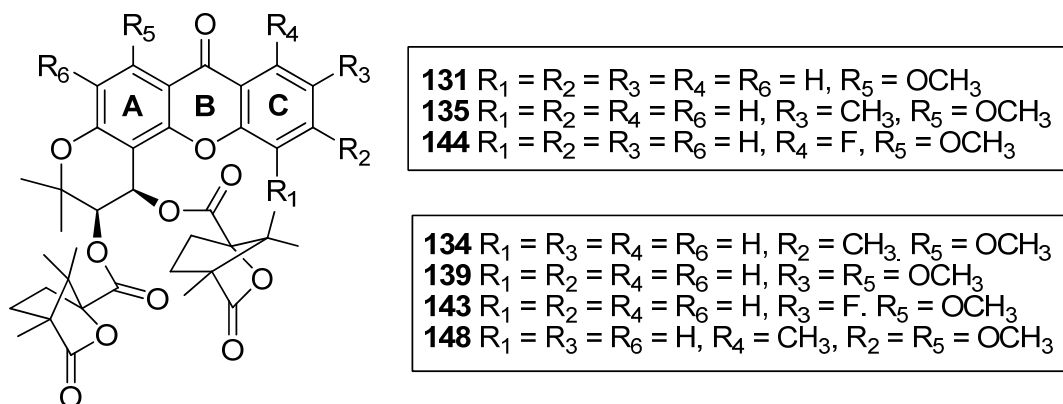 R5 O R4
R6 R3
A B C
O O R2
R1
O
O
O
O O
O
O
O
O
131 R1 = R2 = R3 = R4 = R6 = H, R5 = OCH3
135 R1 = R2 = R4 = R6 = H, R3 = CH3, R5 = OCH3
144 R1 = R2 = R3 = R6 = H, R4 = F, R5 = OCH3
134 R1 = R3 = R4 = R6 = H, R2 = CH3. R5 = OCH3
139 R1 = R2 = R4 = R6 = H, R3 = R5 = OCH3
143 R1 = R2 = R4 = R6 = H, R3 = F. R5 = OCH3
148 R1 = R3 = R6 = H, R4 = CH3, R2 = R5 = OCH3